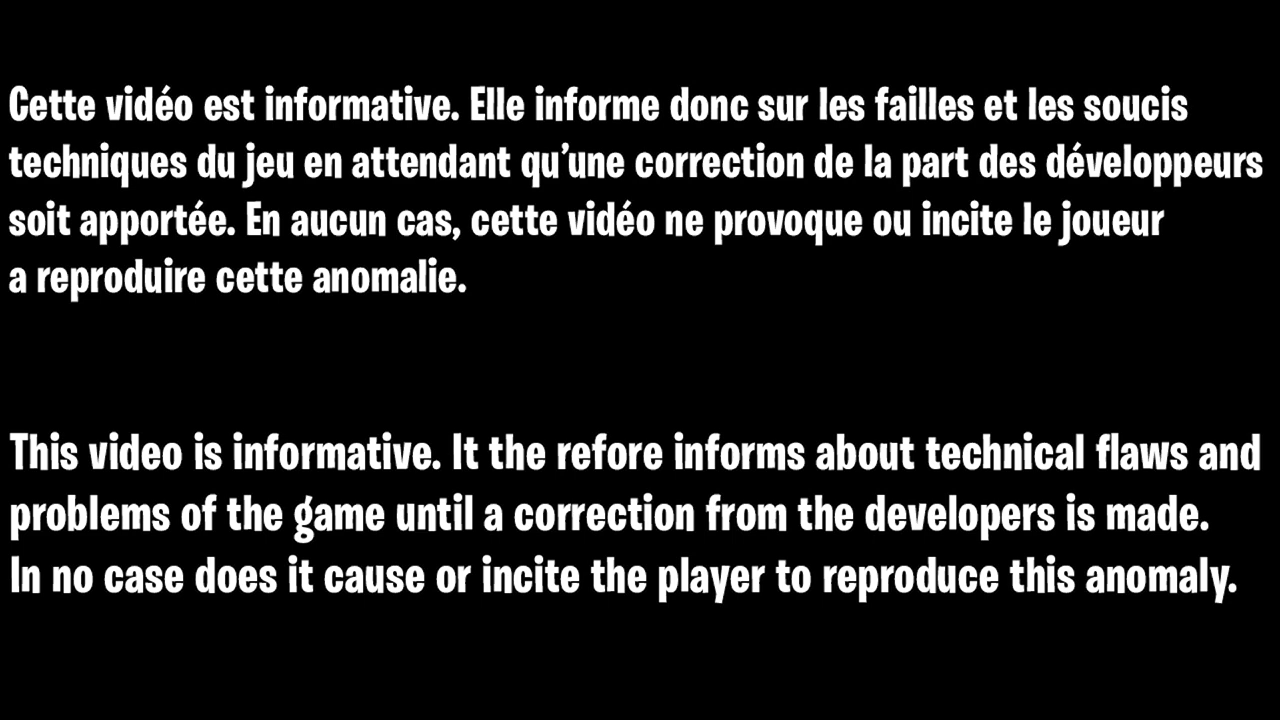 Cette vidéo est informative. Elle informe donc sur les failles et les soucis
techniques du jeu en attendant qu'une correction de la part des développeurs
soit apportée. En aucun cas, cette vidéo ne provoque ou incite le joueur
a reproduire cette anomalie.
This video is informative. It the refore informs about technical flaws and
problems of the game until a correction from the developers is made.
In no case does it cause or incite the player to reproduce this anomaly.